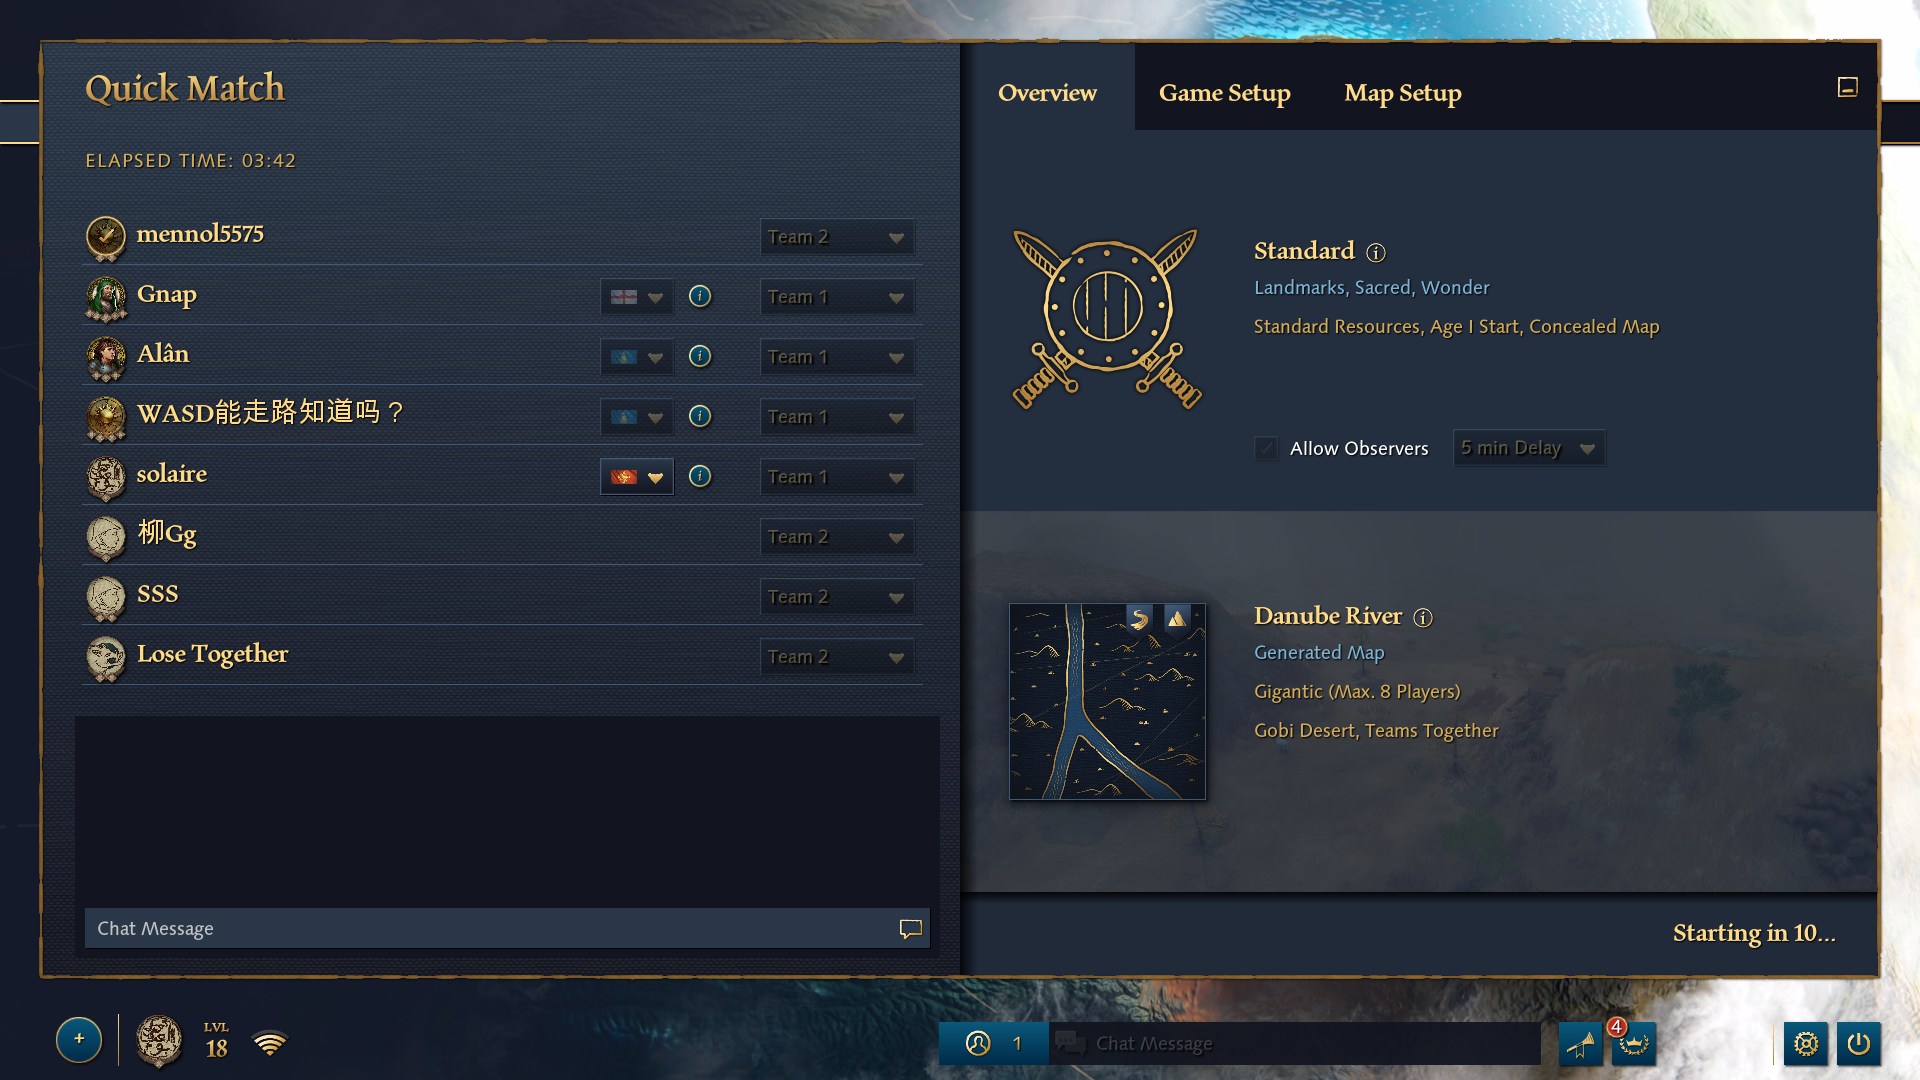 Quick Match
ELAPSED TIME: 03:42
mennol5575
Team 2
Gnap
Team 1
Alân
Team 1
WASD能走路知道吗？
Team 1
solaire
Team 1
柳Gg
Team 2
SSS
Team 2
Lose Together
Team 2
Chat Message
Overview
Game Setup
Map Setup
Standard
Landmarks, Sacred, Wonder
Standard Resources, Age I Start, Concealed Map
Allow Observers
5 min Delay
Danube River
Generated Map
Gigantic (Max. 8 Players)
Gobi Desert, Teams Together
Starting in 10...
LVL
18
1
Chat Message
4